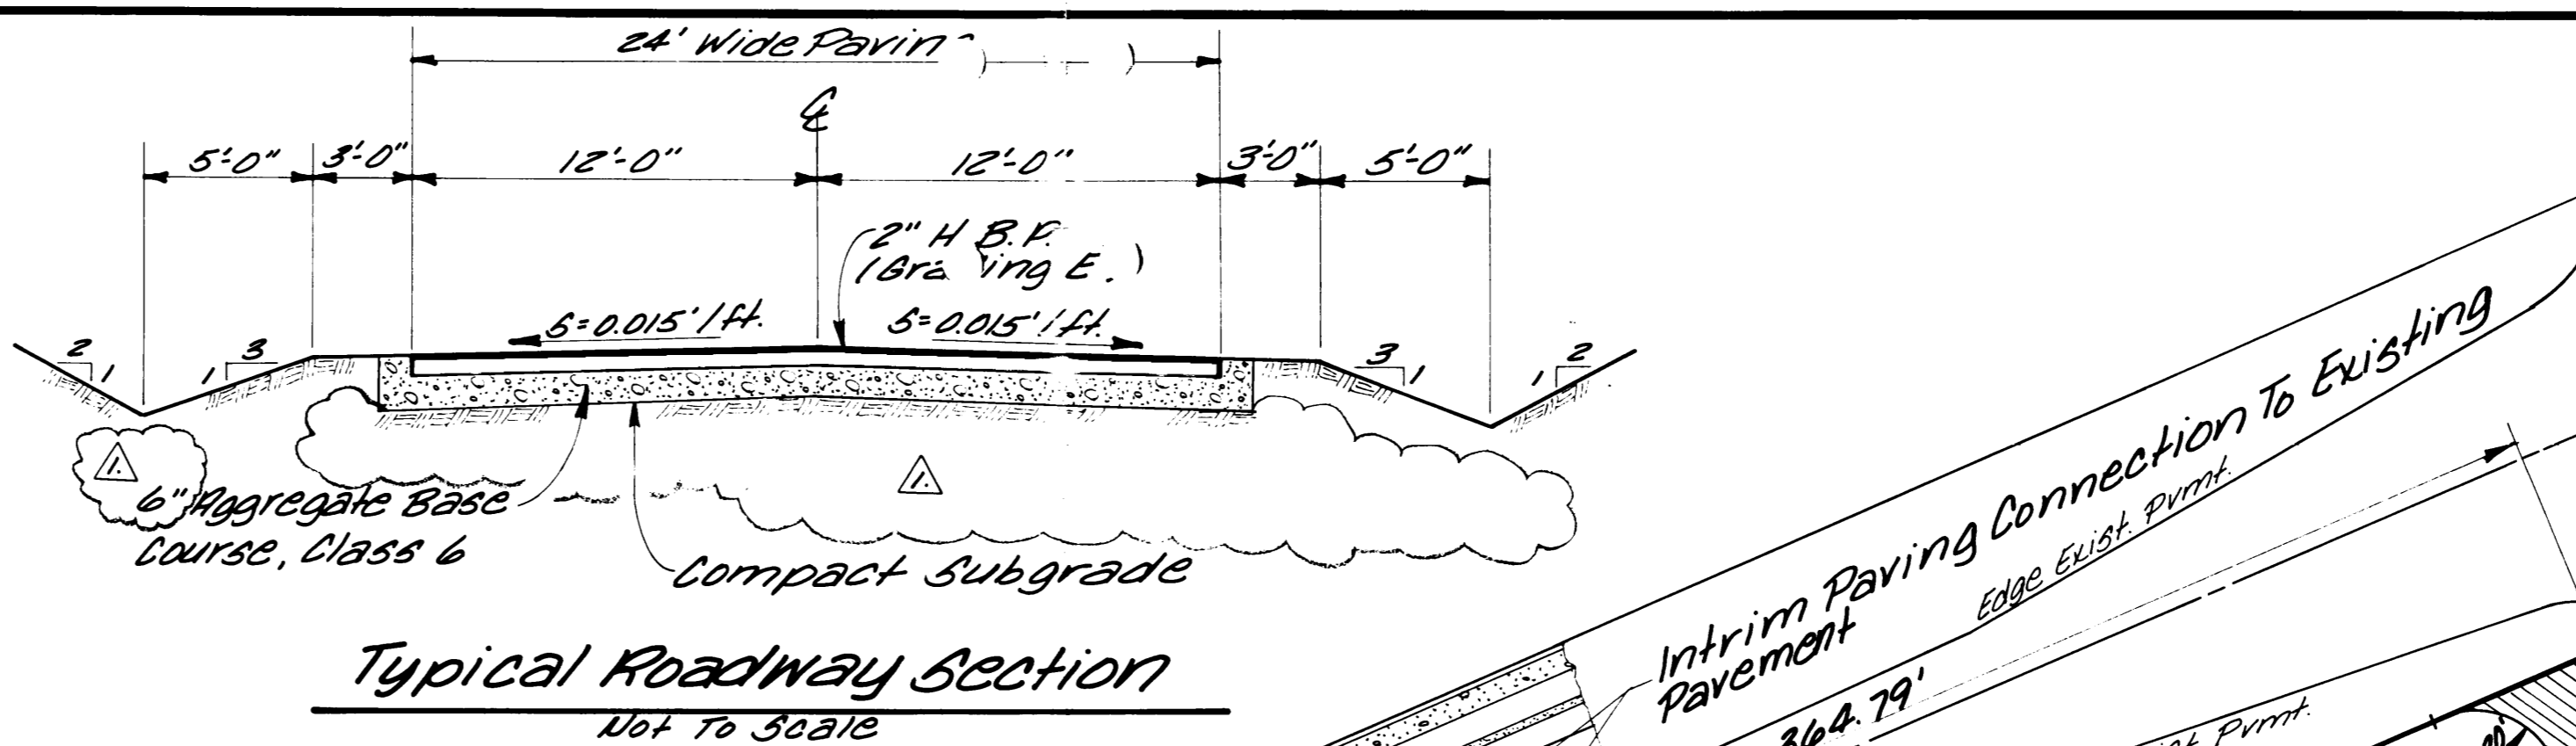 24' Wide Pavin
℄
5'-0" 3'-0" 12'-0" 12'-0" 3'-0" 5'-0"
2" H B.P.
(Gra ing E.)
S=0.015'/ft. S=0.015'/ft.
2 1 1 3 3 1 1 2
1. 1.
6" Aggregate Base
Course, Class 6
Compact Subgrade
Typical Roadway Section
Not To Scale
Intrim Paving Connection To Existing
Pavement
Edge Exist. Pvmt.
364.79'
Pvmt.